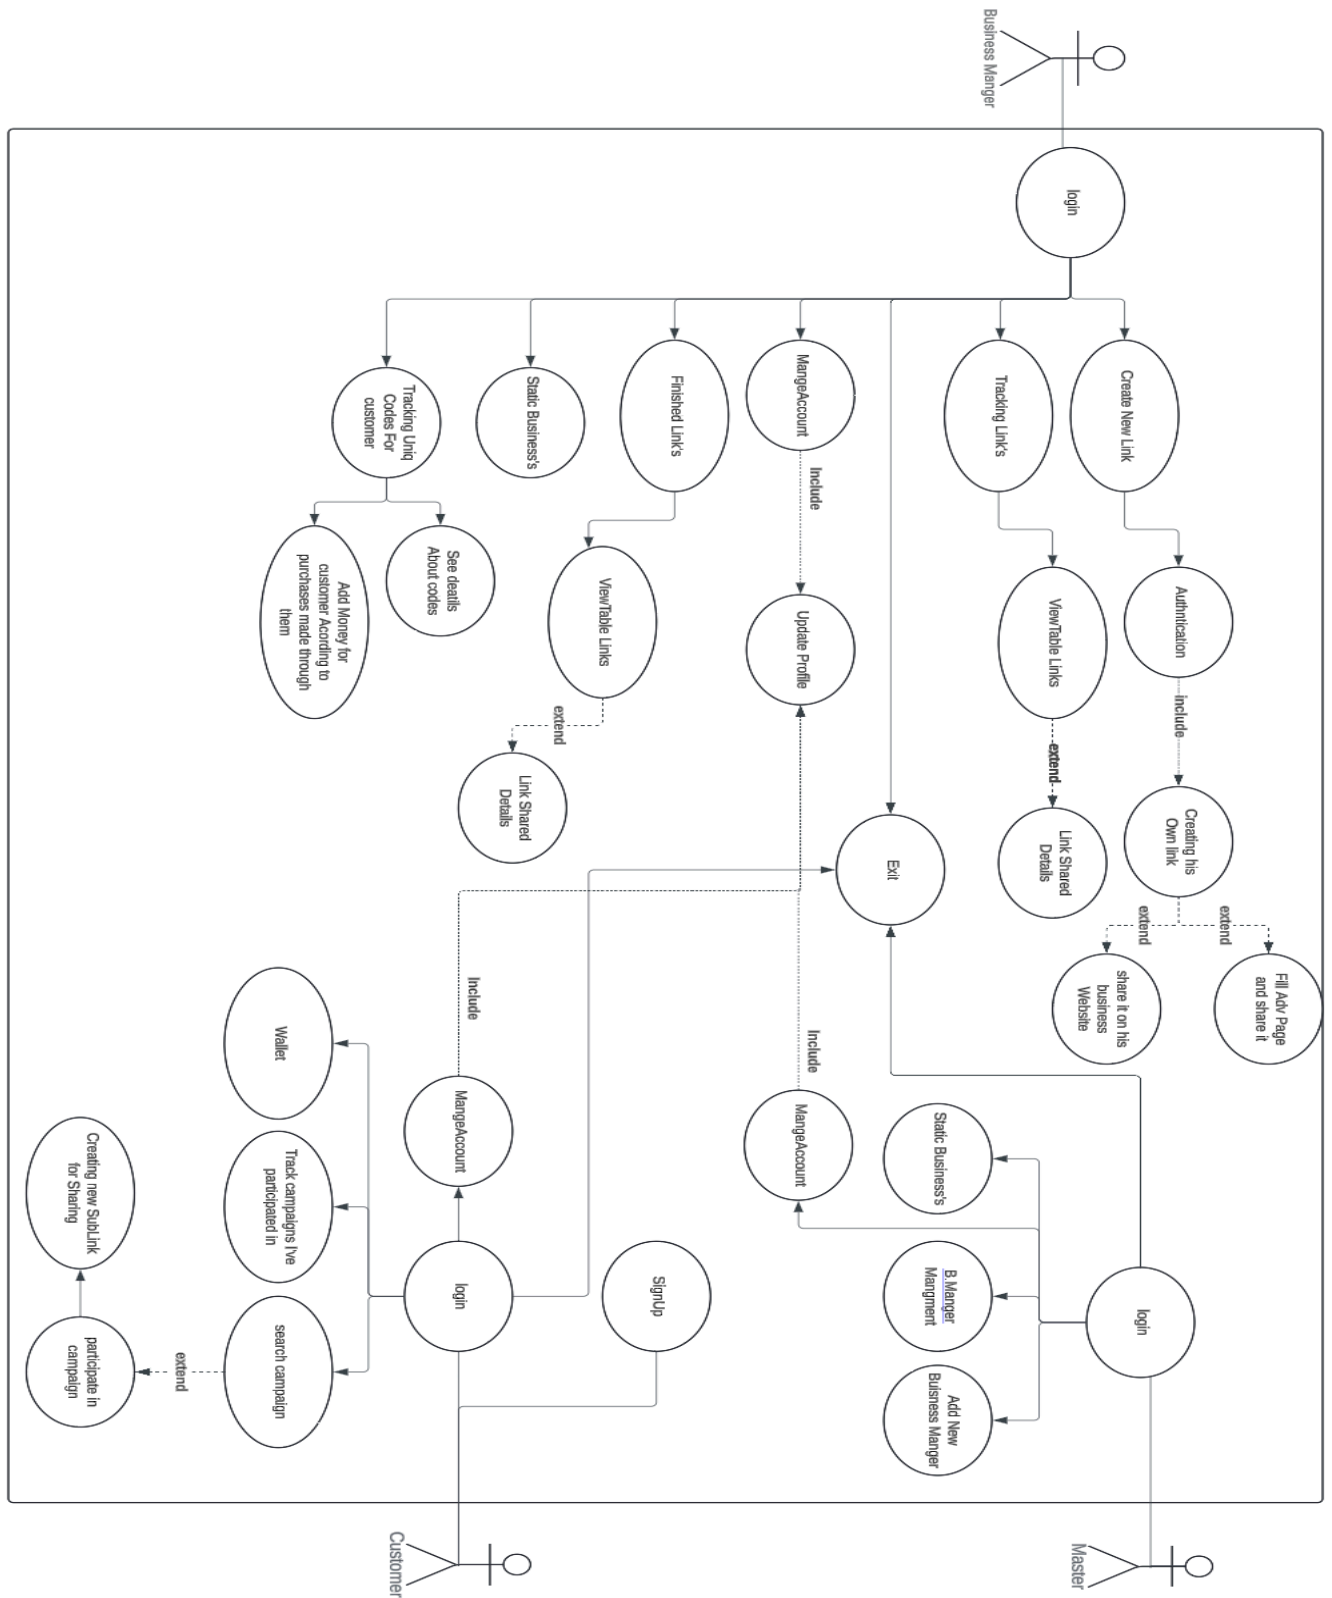 Business Manger
login
Create New Link
Authntication
include
Creating his
Own link
extend
extend
Fill Adv Page
and share it
share it on his
business
Website
Tracking Link's
ViewTable Links
extend
Link Shared
Details
Exit
MangeAccount
Include
Update Profile
Finished Link's
ViewTable Links
extend
Link Shared
Details
Static Business's
Tracking Uniq
Codes For
customer
See deatils
About codes
Add Money for
customer Acording to
purchases made through
them
Master
login
Static Business's
B.Manger
Mangment
Add New
Buisness Manger
MangeAccount
Include
Customer
SignUp
login
MangeAccount
Include
Wallet
Track campaigns I've
participated in
search campaign
extend
participate in
campaign
Creating new SubLink
for Sharing